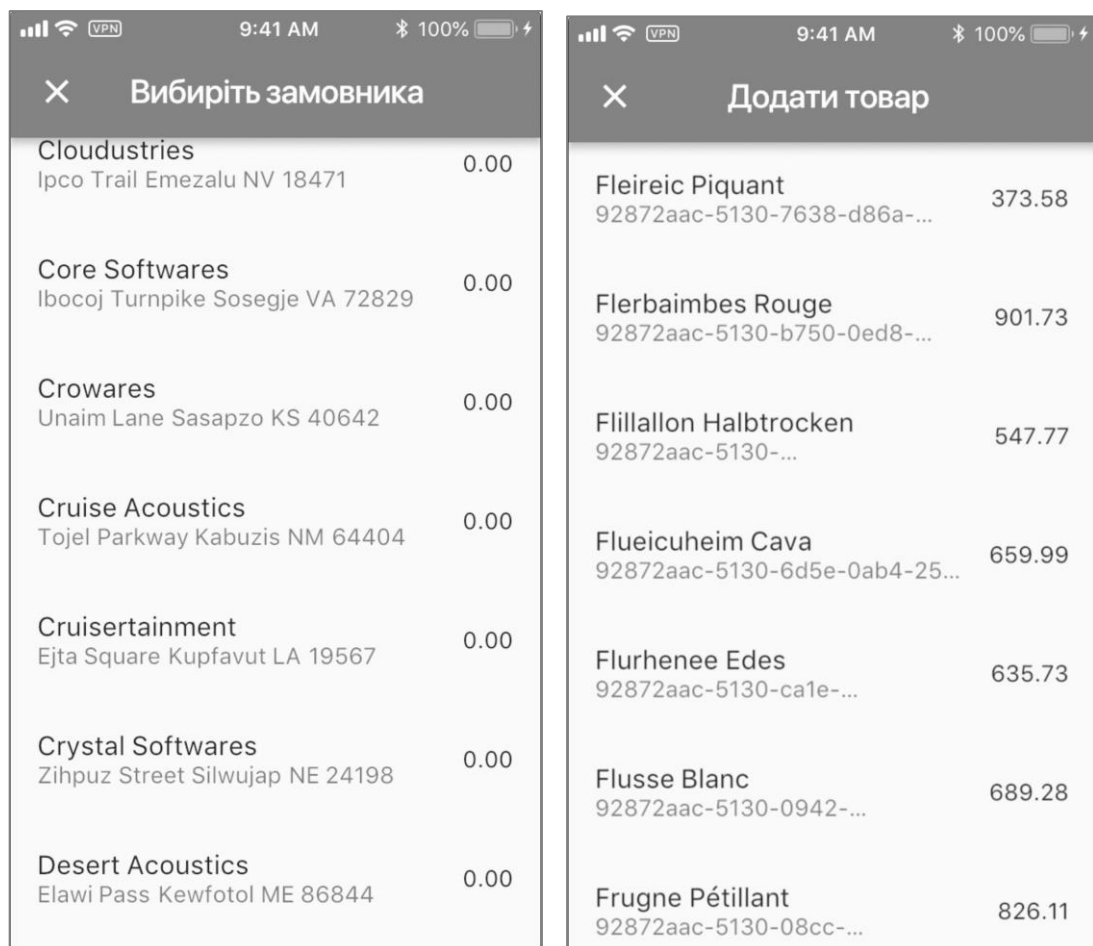 VPN 9:41 AM 100%
Вибиріть замовника
Cloudustries 0.00
Ipco Trail Emezalu NV 18471
Core Softwares 0.00
Ibocoj Turnpike Sosegje VA 72829
Crowares 0.00
Unaim Lane Sasapzo KS 40642
Cruise Acoustics 0.00
Tojel Parkway Kabuzis NM 64404
Cruisertainment 0.00
Ejta Square Kupfavut LA 19567
Crystal Softwares 0.00
Zihpuz Street Silwujap NE 24198
Desert Acoustics 0.00
Elawi Pass Kewfotol ME 86844
VPN 9:41 AM 100%
Додати товар
Fleireic Piquant 373.58
92872aac-5130-7638-d86a-...
Flerbaimbes Rouge 901.73
92872aac-5130-b750-0ed8-...
Flillallon Halbtrocken 547.77
92872aac-5130-...
Flueicuheim Cava 659.99
92872aac-5130-6d5e-0ab4-25...
Flurhenee Edes 635.73
92872aac-5130-ca1e-...
Flusse Blanc 689.28
92872aac-5130-0942-...
Frugne Pétillant 826.11
92872aac-5130-08cc-...